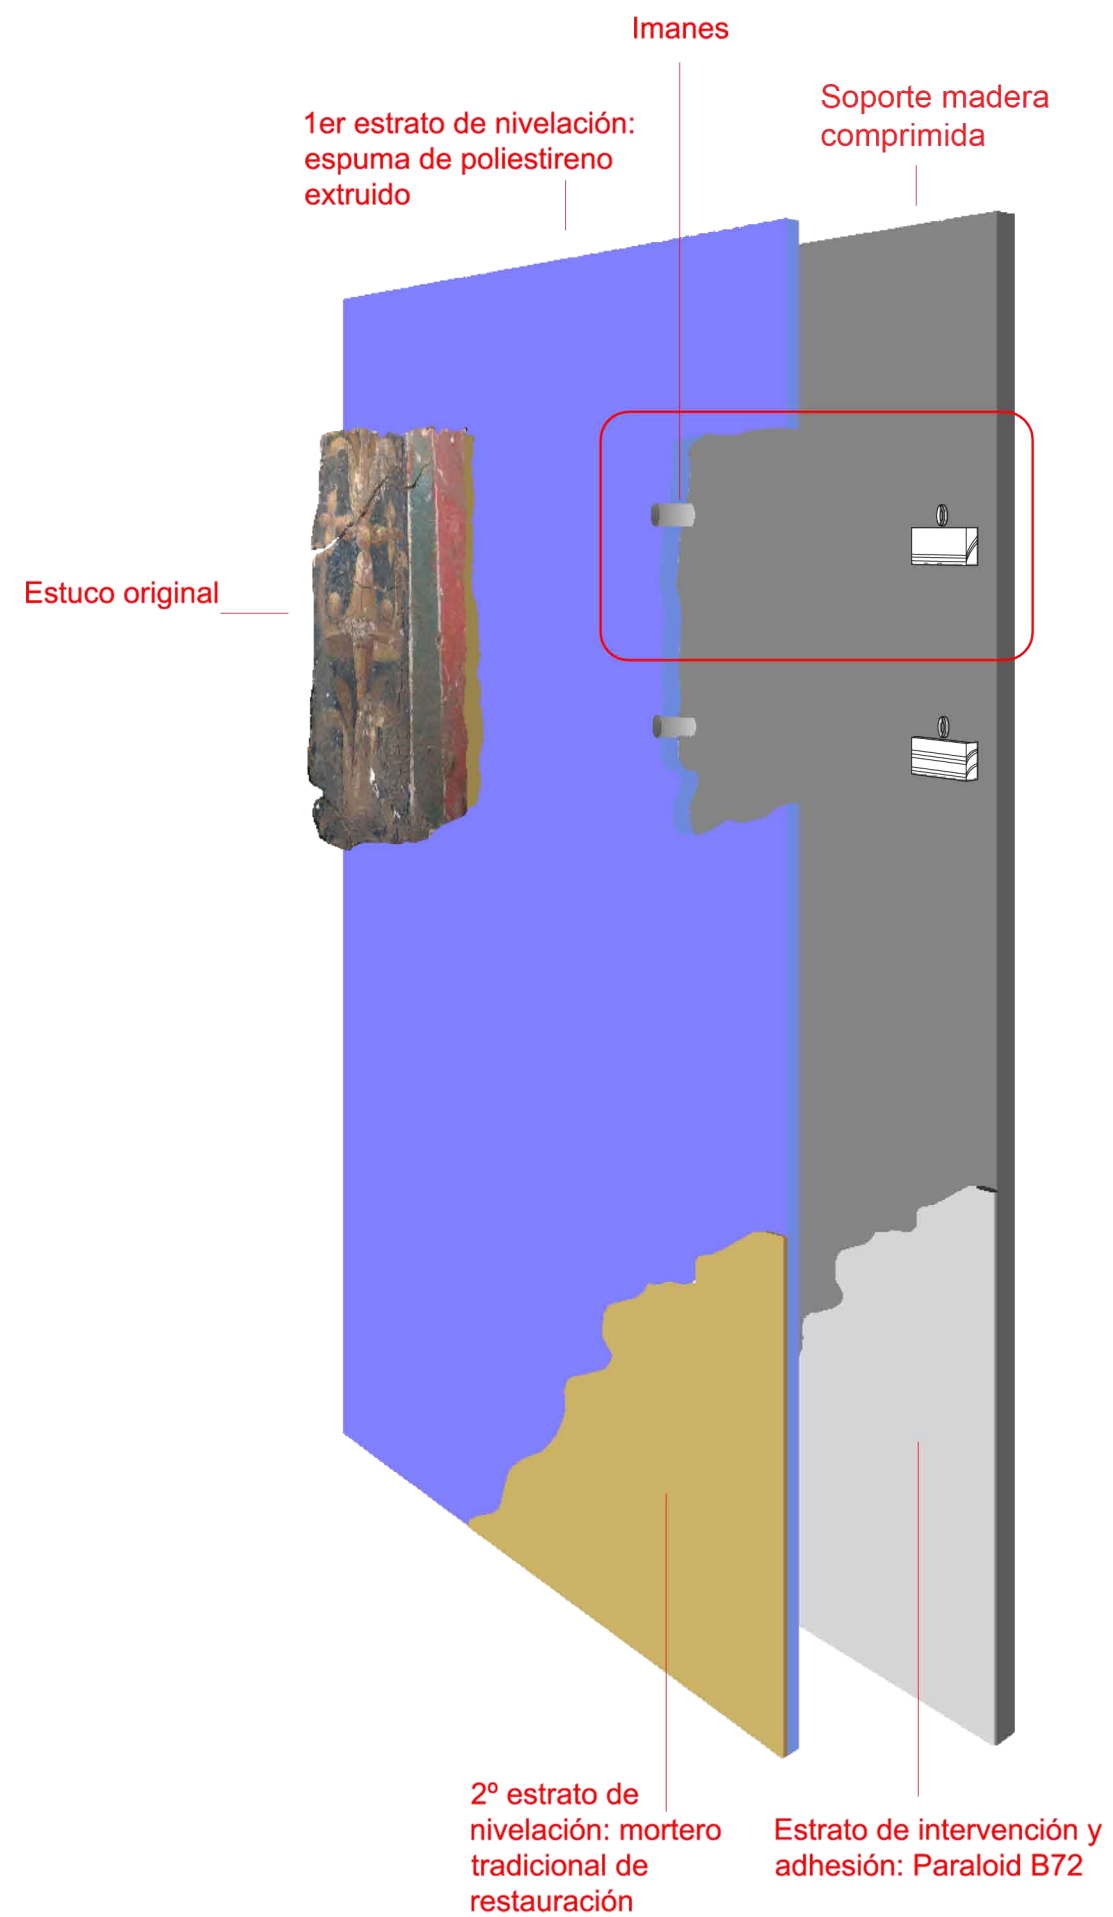 Imanes
Soporte madera
comprimida
1er estrato de nivelación:
espuma de poliestireno
extruido
Estuco original
2º estrato de
nivelación: mortero
tradicional de
restauración
Estrato de intervención y
adhesión: Paraloid B72